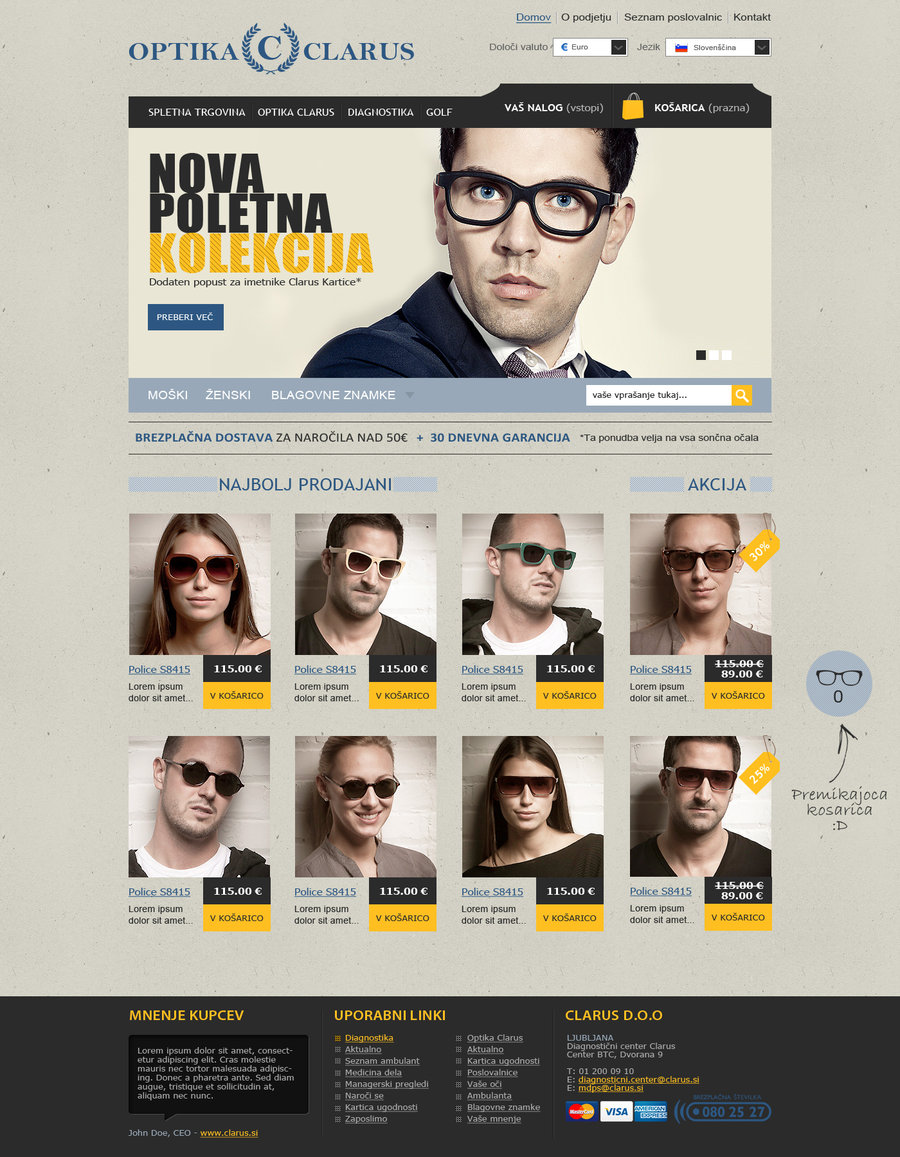 Domov O podjetju Seznam poslovalnic Kontakt
OPTIKA C CLARUS
Določi valuto € Euro Jezik Slovenščina
VAŠ NALOG (vstopi) KOŠARICA (prazna)
SPLETNA TRGOVINA OPTIKA CLARUS DIAGNOSTIKA GOLF
NOVA
POLETNA
KOLEKCIJA
Dodaten popust za imetnike Clarus Kartice*
PREBERI VEČ
MOŠKI ŽENSKI BLAGOVNE ZNAMKE vaše vprašanje tukaj...
BREZPLAČNA DOSTAVA ZA NAROČILA NAD 50€ + 30 DNEVNA GARANCIJA *Ta ponudba velja na vsa sončna očala
NAJBOLJ PRODAJANI AKCIJA
30%
Police S8415 115.00 €
Lorem ipsum
dolor sit amet...
V KOŠARICO
Police S8415 115.00 €
Lorem ipsum
dolor sit amet...
V KOŠARICO
Police S8415 115.00 €
Lorem ipsum
dolor sit amet...
V KOŠARICO
Police S8415 115.00 €
89.00 €
Lorem ipsum
dolor sit amet...
V KOŠARICO
0
Premikajoca
kosarica
:D
25%
Police S8415 115.00 €
Lorem ipsum
dolor sit amet...
V KOŠARICO
Police S8415 115.00 €
Lorem ipsum
dolor sit amet...
V KOŠARICO
Police S8415 115.00 €
Lorem ipsum
dolor sit amet...
V KOŠARICO
Police S8415 115.00 €
89.00 €
Lorem ipsum
dolor sit amet...
V KOŠARICO
MNENJE KUPCEV
Lorem ipsum dolor sit amet, consect-
etur adipiscing elit. Cras molestie
mauris nec tortor malesuada adipisc-
ing. Donec a pharetra ante. Sed diam
augue, tristique et sollicitudin at,
aliquam nec nunc.
John Doe, CEO - www.clarus.si
UPORABNI LINKI
Diagnostika
Aktualno
Seznam ambulant
Medicina dela
Managerski pregledi
Naroči se
Kartica ugodnosti
Zaposlimo
Optika Clarus
Aktualno
Kartica ugodnosti
Poslovalnice
Vaše oči
Ambulanta
Blagovne znamke
Vaše mnenje
CLARUS D.O.O
LJUBLJANA
Diagnostični center Clarus
Center BTC, Dvorana 9
T: 01 200 09 10
E: diagnosticni.center@clarus.si
E: mdps@clarus.si
MasterCard VISA AMERICAN EXPRESS
BREZPLAČNA ŠTEVILKA
080 25 27